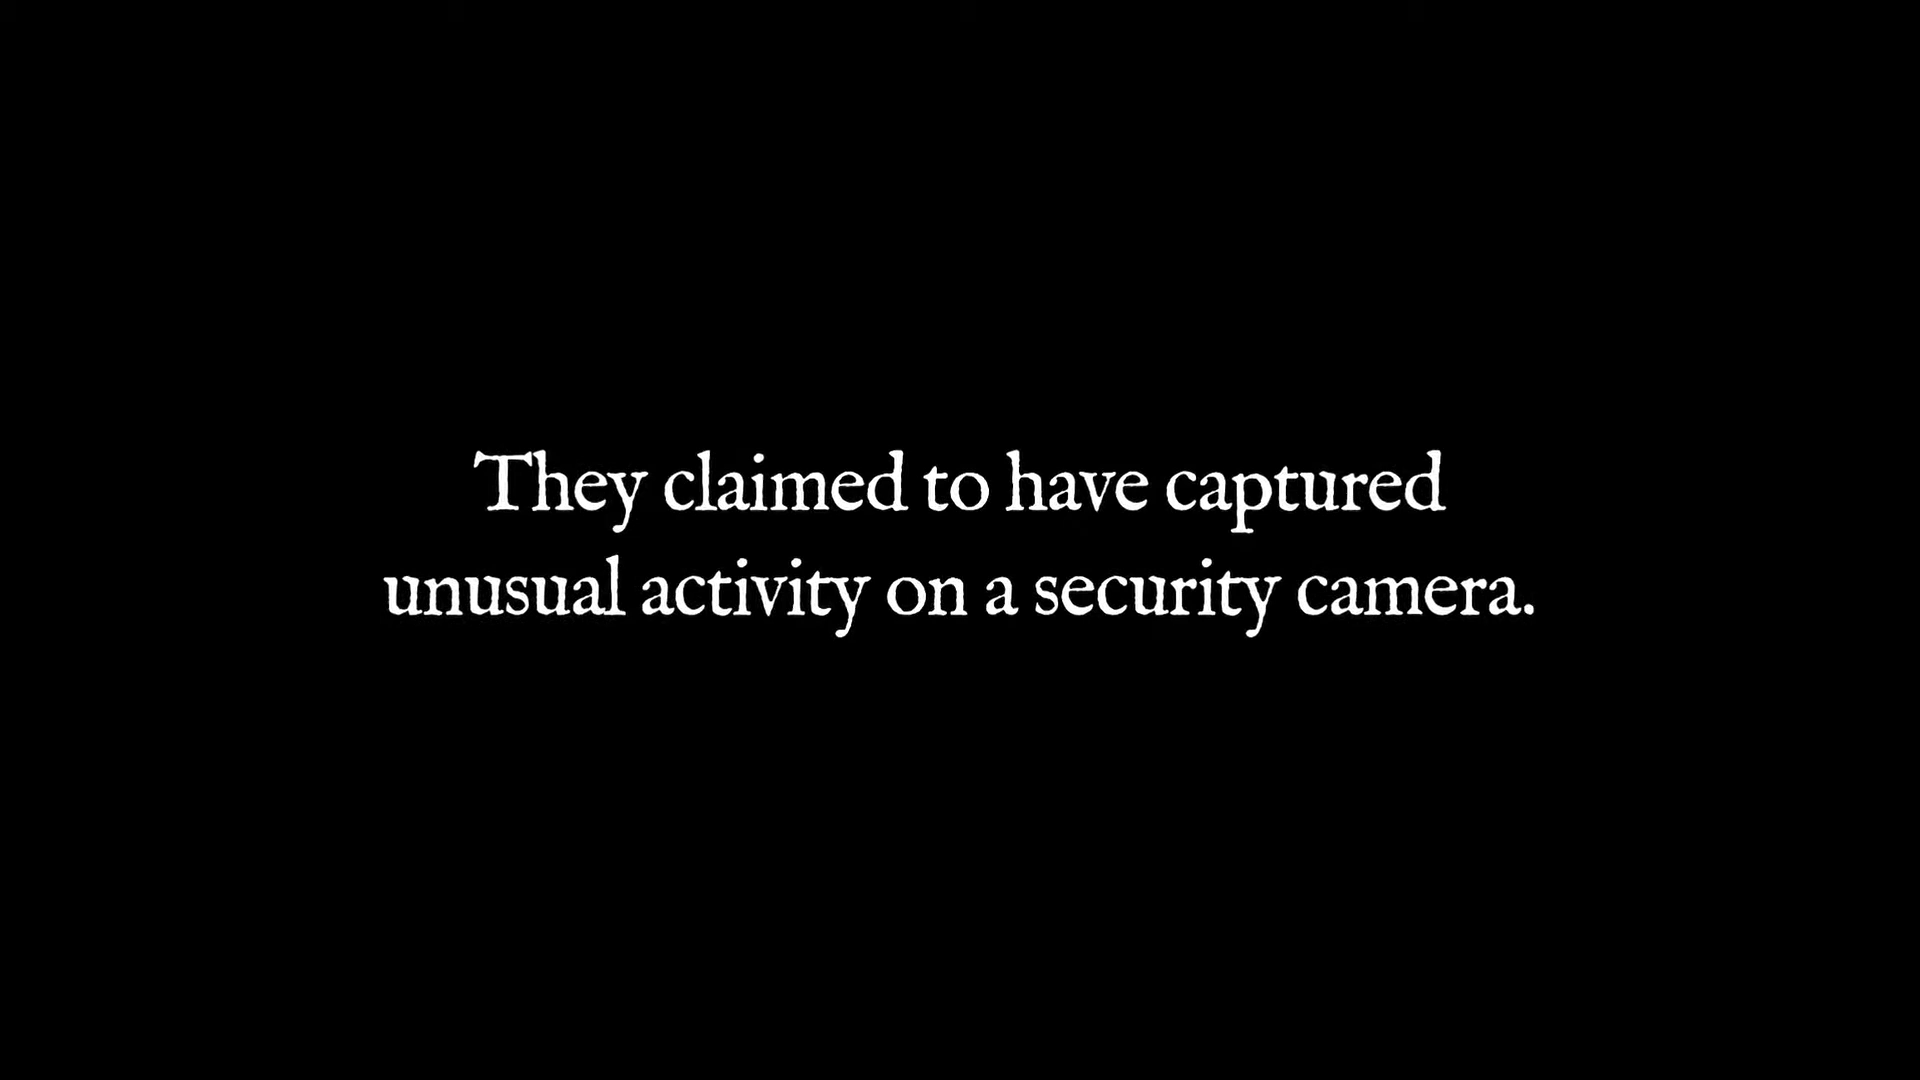 They claimed to have captured
unusual activity on a security camera.